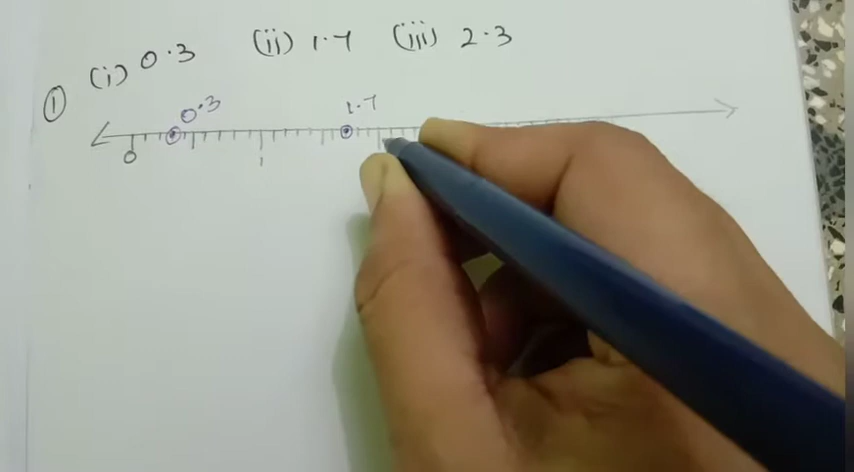 ① (i) 0.3 (ii) 1.7 (iii) 2.3
0.3 1.7
0 1